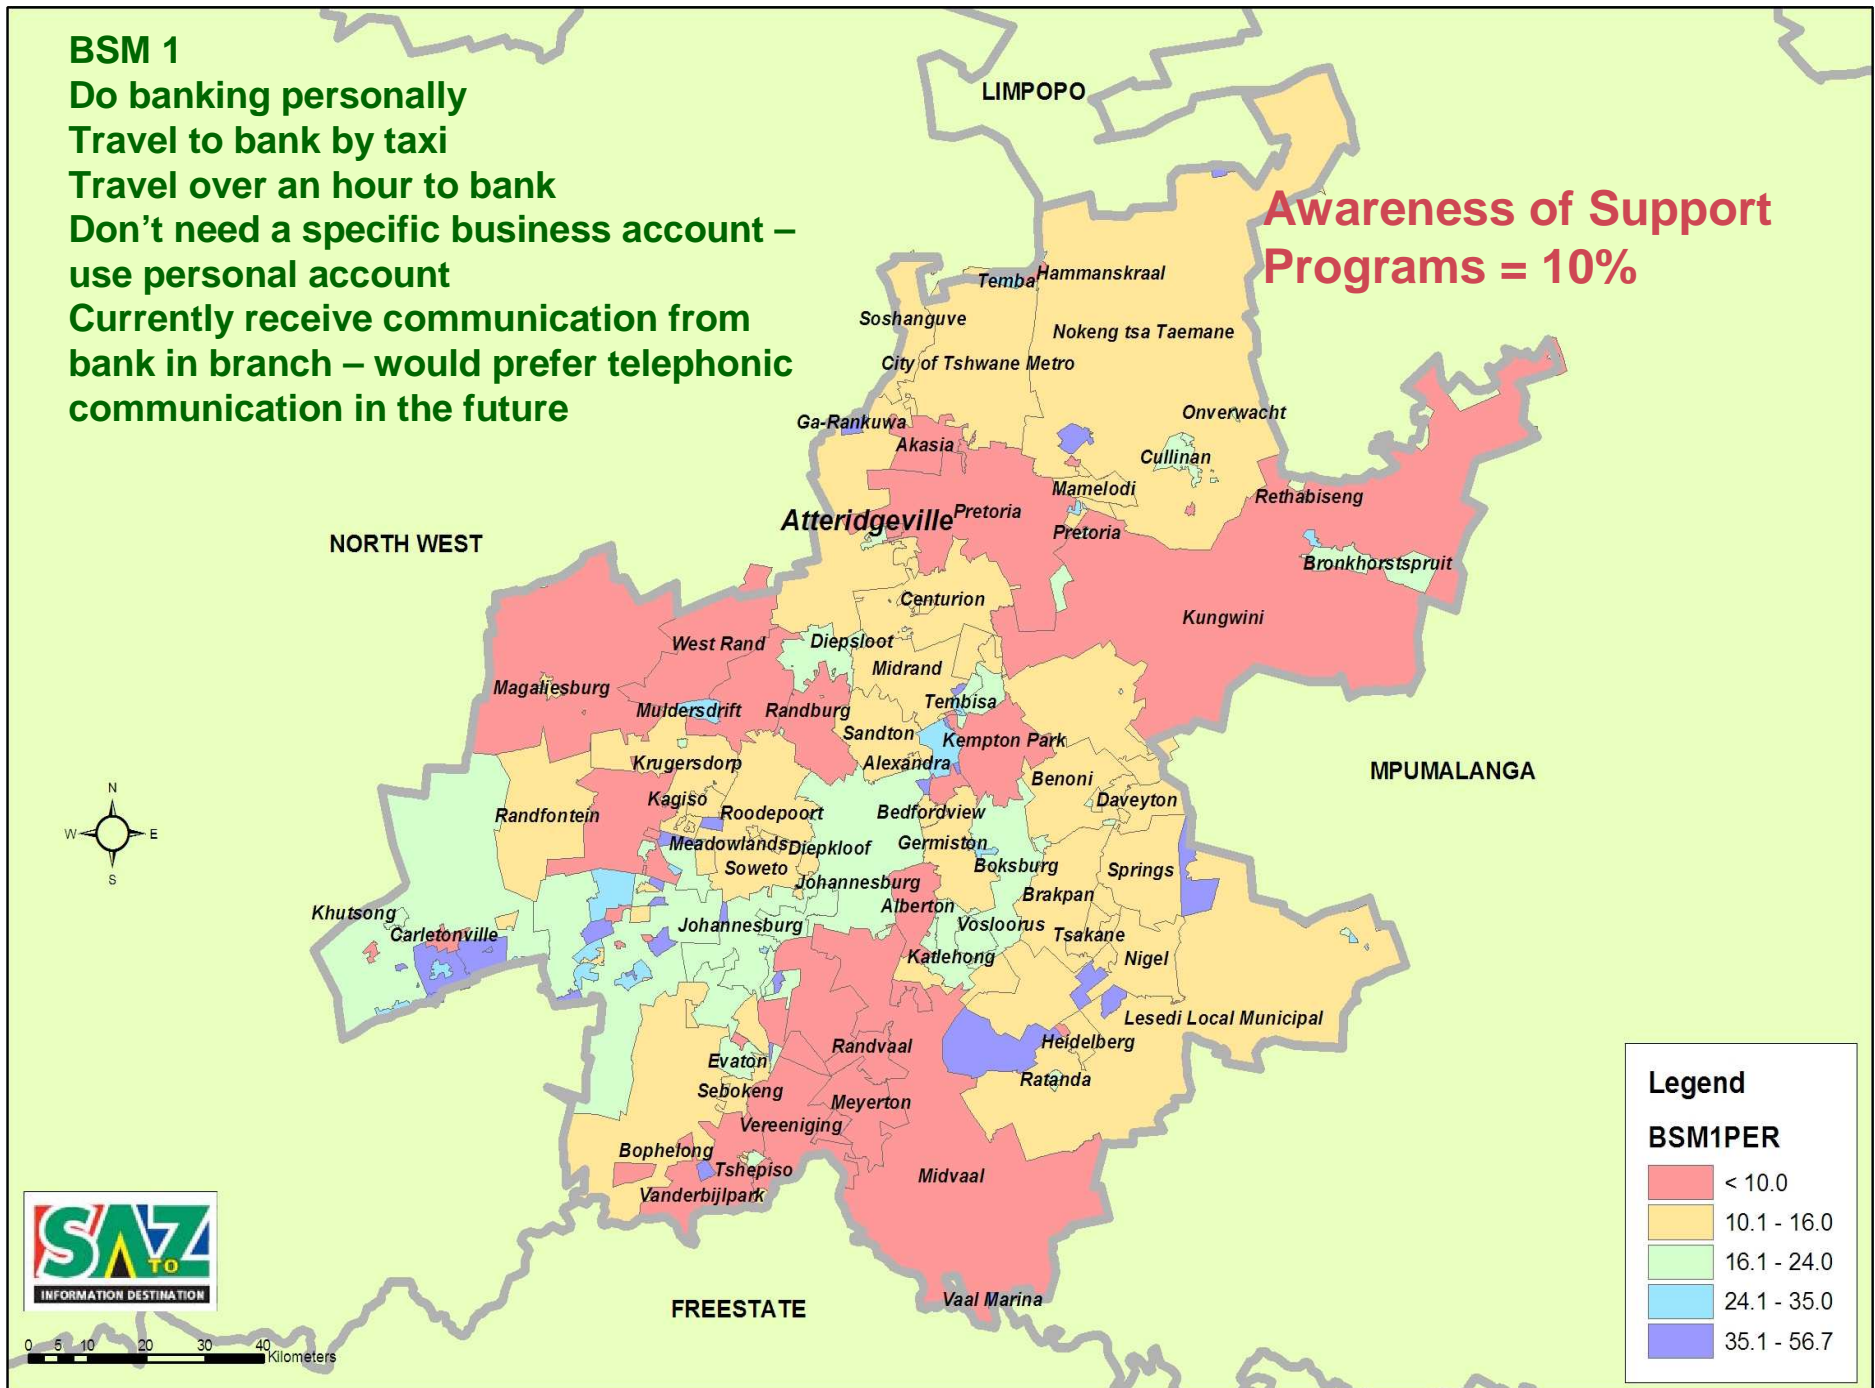 BSM 1
Do banking personally
Travel to bank by taxi
Travel over an hour to bank
Don't need a specific business account –
use personal account
Currently receive communication from
bank in branch – would prefer telephonic
communication in the future
Awareness of Support
Programs = 10%
LIMPOPO
Temba
Hammanskraal
Soshanguve
Nokeng tsa Taemane
City of Tshwane Metro
Onverwacht
Ga-Rankuwa
Akasia
Cullinan
Mamelodi
Rethabiseng
Atteridgeville
Pretoria
Pretoria
NORTH WEST
Bronkhorstspruit
Centurion
Kungwini
West Rand
Diepsloot
Midrand
Magaliesburg
Tembisa
Muldersdrift
Randburg
Sandton
Kempton Park
Krugersdorp
Alexandra
MPUMALANGA
Benoni
Kagiso
Daveyton
Randfontein
Roodepoort
Bedfordview
Meadowlands
Diepkloof
Germiston
Soweto
Boksburg
Springs
Johannesburg
Brakpan
Alberton
Khutsong
Carletonville
Johannesburg
Vosloorus
Tsakane
Katlehong
Nigel
Lesedi Local Municipal
Randvaal
Heidelberg
Evaton
Ratanda
Sebokeng
Meyerton
Vereeniging
Bophelong
Tshepiso
Midvaal
Vanderbijlpark
Vaal Marina
FREESTATE
N
W
E
S
Legend
BSM1PER
< 10.0
10.1 - 16.0
16.1 - 24.0
24.1 - 35.0
35.1 - 56.7
SAZ
TO
INFORMATION DESTINATION
0 5 10 20 30 40
Kilometers